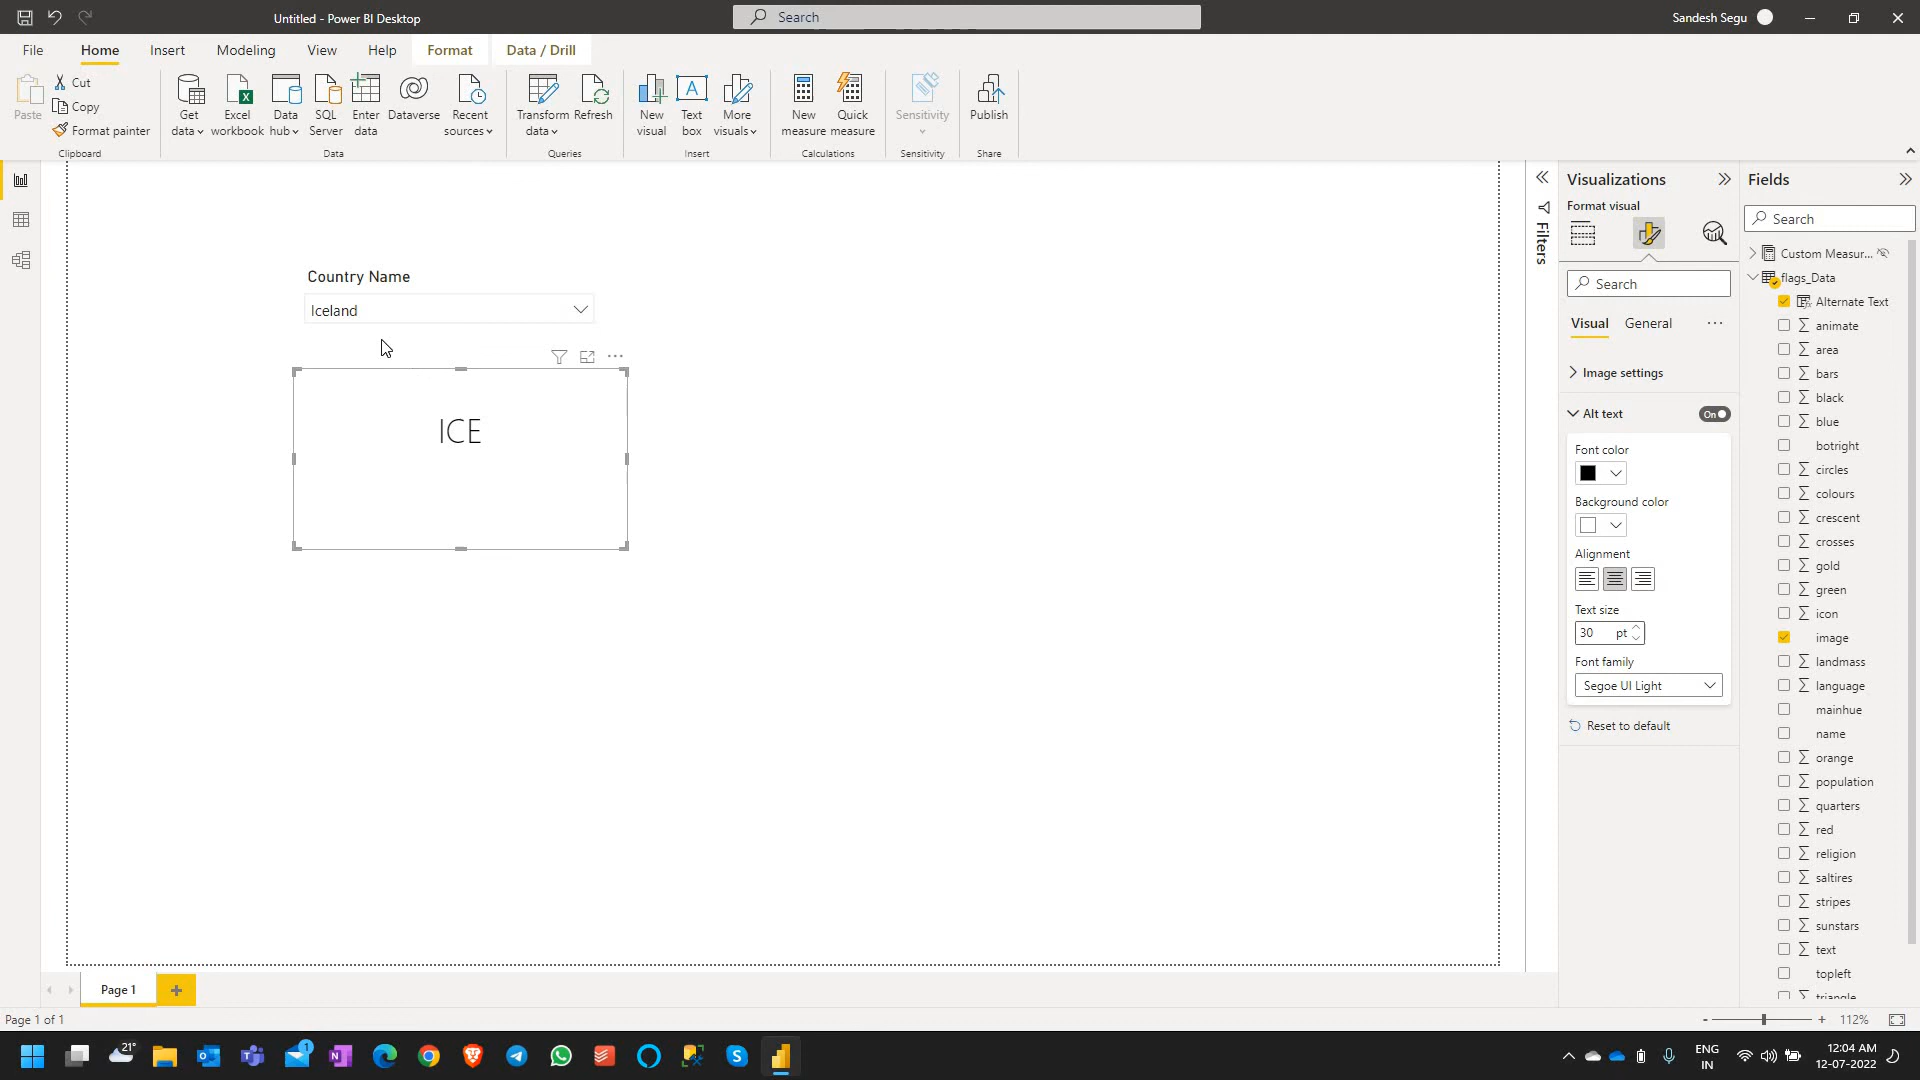 Untitled - Power BI Desktop
Search
Sandesh Segu
File
Home
Insert
Modeling
View
Help
Format
Data / Drill
Paste
Cut
Copy
Format painter
Clipboard
Get data
Excel workbook
Data hub
SQL Server
Enter data
Dataverse
Recent sources
Data
Transform data
Refresh
Queries
New visual
Text box
More visuals
Insert
New measure
Quick measure
Calculations
Sensitivity
Sensitivity
Publish
Share
Country Name
Iceland
ICE
Filters
Visualizations
Format visual
Search
Visual
General
Image settings
Alt text
On
Font color
Background color
Alignment
Text size
30 pt
Font family
Segoe UI Light
Reset to default
Fields
Search
Custom Measur...
flags_Data
Alternate Text
animate
area
bars
black
blue
botright
circles
colours
crescent
crosses
gold
green
icon
image
landmass
language
mainhue
name
orange
population
quarters
red
religion
saltires
stripes
sunstars
text
topleft
triangle
Page 1
Page 1 of 1
- + 112%
21°
1
ENG
IN
12:04 AM
12-07-2022